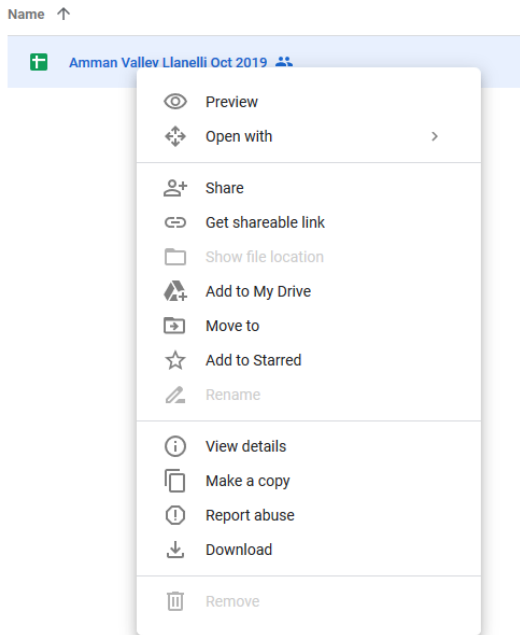 Name
Amman Valley Llanelli Oct 2019
Preview
Open with
Share
Get shareable link
Show file location
Add to My Drive
Move to
Add to Starred
Rename
View details
Make a copy
Report abuse
Download
Remove